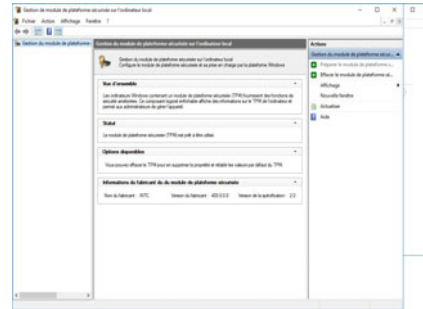 Gestion de module de plateforme sécurisée sur l'ordinateur local
Fichier Action Affichage Fenêtre ?
Gestion du module de plateforme
Gestion du module de plateforme sécurisée sur l'ordinateur local
Gestion du module de plateforme sécurisée sur l'ordinateur local
Configure le module de plateforme sécurisée et sa prise en charge par la plateforme Windows
Vue d'ensemble
Les ordinateurs Windows contenant un module de plateforme sécurisée (TPM) fournissent des fonctions de
sécurité améliorées. Ce composant logiciel enfichable affiche des informations sur le TPM de l'ordinateur et
permet aux administrateurs de gérer l'appareil.
Statut
Le module de plateforme sécurisée (TPM) est prêt à être utilisé.
Options disponibles
Vous pouvez effacer le TPM pour en supprimer la propriété et rétablir les valeurs par défaut du TPM.
Informations du fabricant du du module de plateforme sécurisée
Nom du fabricant : INTC Version du fabricant : 403.0.0.0 Version de la spécification : 2.0
Actions
Gestion du module de plateforme sécur...
Préparer le module de plateforme s...
Effacer le module de plateforme sé...
Affichage
Nouvelle fenêtre
Actualiser
Aide